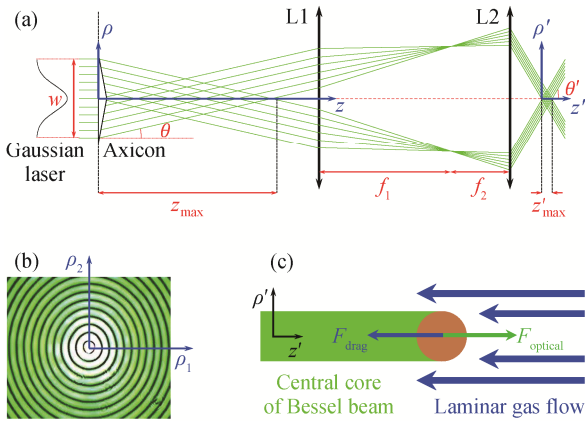 (a)
ρ
L1
L2
ρ'
w
z
θ'
z'
θ
Gaussian
laser
Axicon
z_max
f_1
f_2
z'_max
(b)
ρ_2
ρ_1
(c)
ρ'
z'
F_drag
F_optical
Central core
of Bessel beam
Laminar gas flow